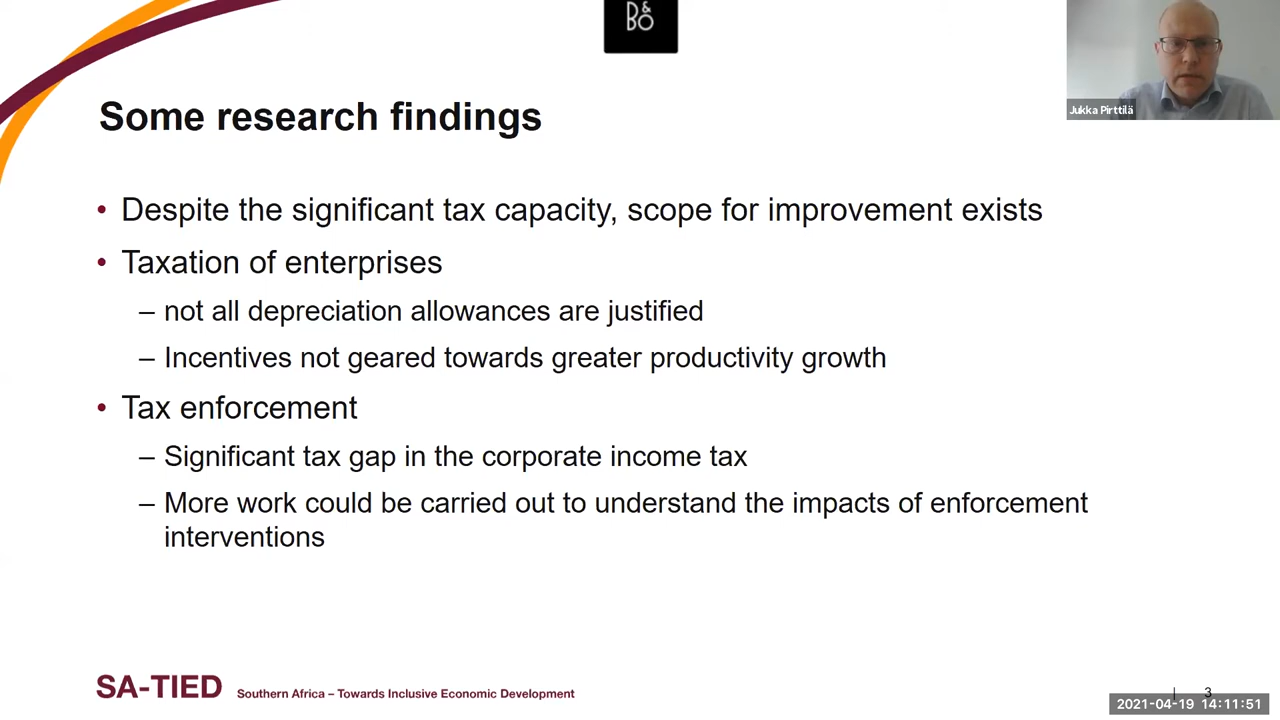 D&
BO
Jukka Pirttilä
Some research findings
• Despite the significant tax capacity, scope for improvement exists
• Taxation of enterprises
– not all depreciation allowances are justified
– Incentives not geared towards greater productivity growth
• Tax enforcement
– Significant tax gap in the corporate income tax
– More work could be carried out to understand the impacts of enforcement
interventions
SA-TIED Southern Africa – Towards Inclusive Economic Development
| 3
2021-04-19 14:11:51